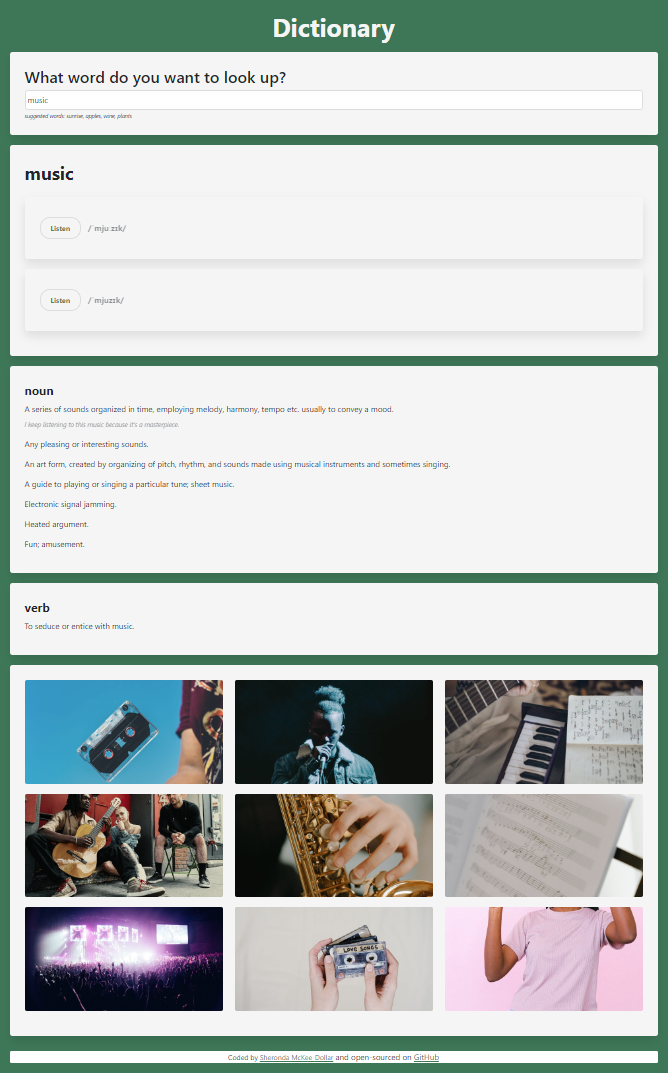 Dictionary
What word do you want to look up?
music
suggested words: sunrise, apples, wine, plants
music
Listen /ˈmjuːzɪk/
Listen /ˈmjuzɪk/
noun
A series of sounds organized in time, employing melody, harmony, tempo etc. usually to convey a mood.
I keep listening to this music because it's a masterpiece.
Any pleasing or interesting sounds.
An art form, created by organizing of pitch, rhythm, and sounds made using musical instruments and sometimes singing.
A guide to playing or singing a particular tune; sheet music.
Electronic signal jamming.
Heated argument.
Fun; amusement.
verb
To seduce or entice with music.
LOVE SONGS
Coded by Sheronda McKee Dollar and open-sourced on GitHub